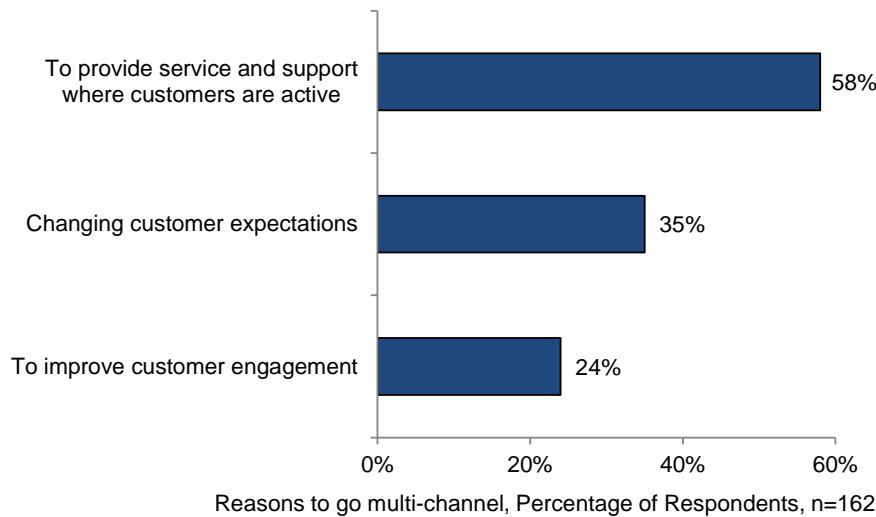 To provide service and support
where customers are active
58%
Changing customer expectations
35%
To improve customer engagement
24%
0%
20%
40%
60%
Reasons to go multi-channel, Percentage of Respondents, n=162